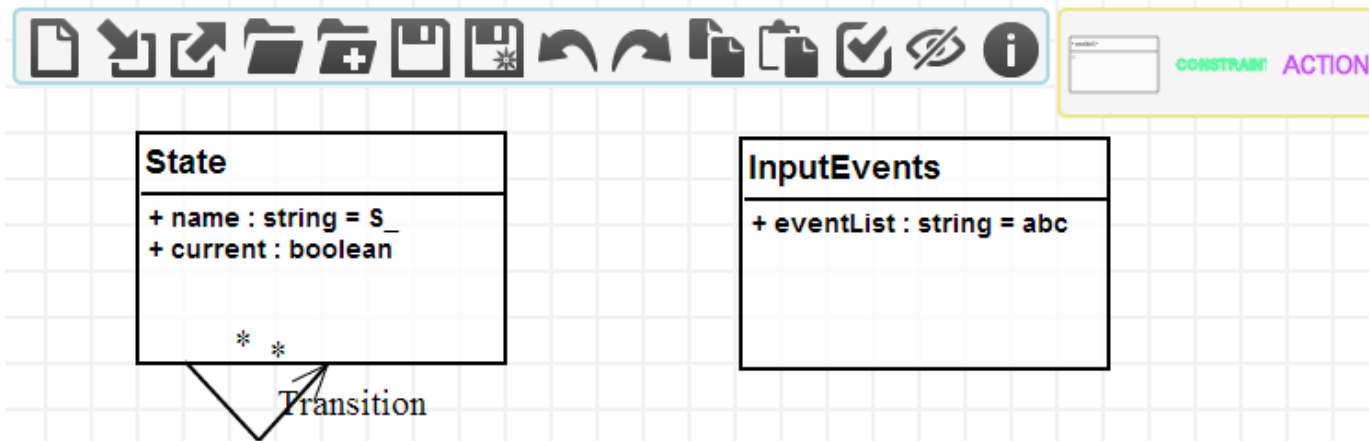 CONSTRAINT ACTION
State
+ name : string = S_
+ current : boolean
* *
Transition
InputEvents
+ eventList : string = abc